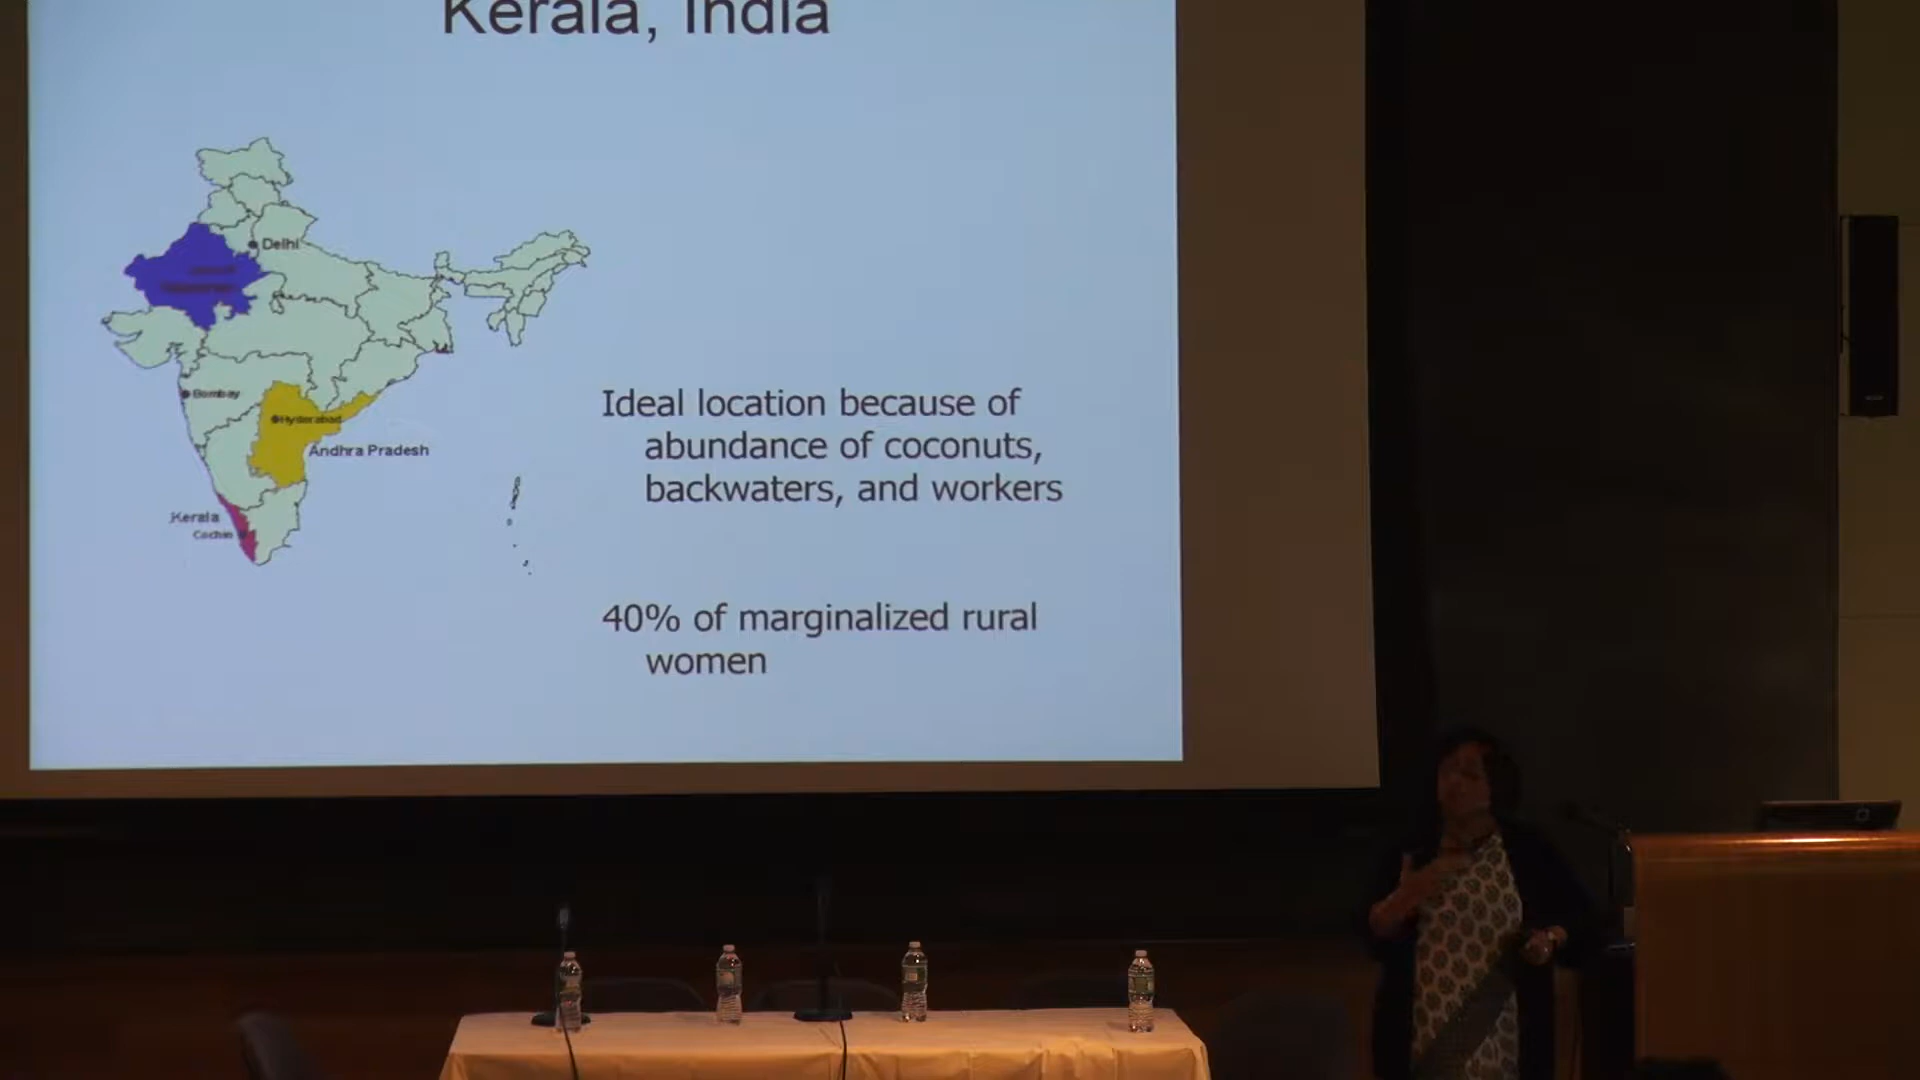 Kerala, India
Delhi
Bombay
Hyderabad
Andhra Pradesh
Kerala
Cochin
Ideal location because of
abundance of coconuts,
backwaters, and workers
40% of marginalized rural
women